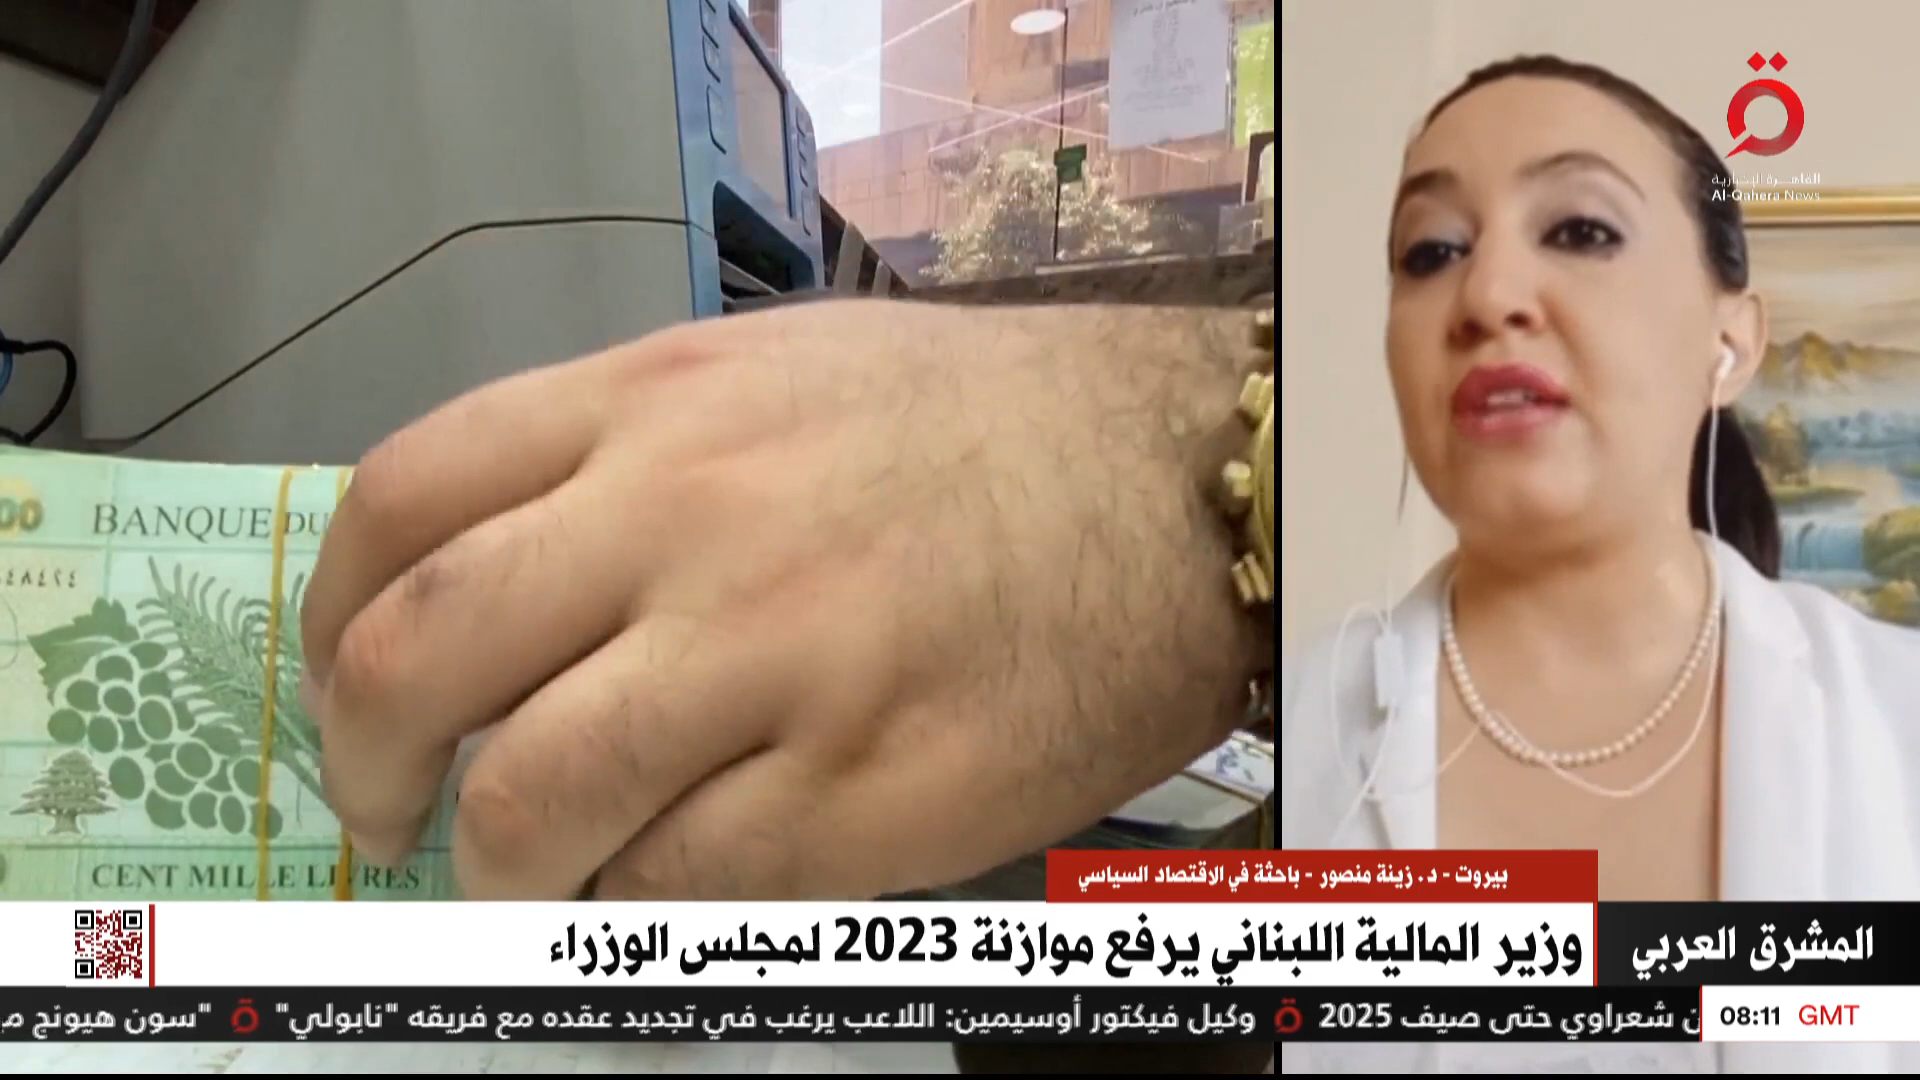 القاهرة الإخبارية
Al-Qahera News
00
BANQUE DU
CENT MILLE LIVRES
بيروت - د. زينة منصور - باحثة في الاقتصاد السياسي
المشرق العربي
وزير المالية اللبناني يرفع موازنة 2023 لمجلس الوزراء
08:11 GMT
ن شعراوي حتى صيف 2025
وكيل فيكتور أوسيمين: اللاعب يرغب في تجديد عقده مع فريقه "نابولي"
"سون هيونج م